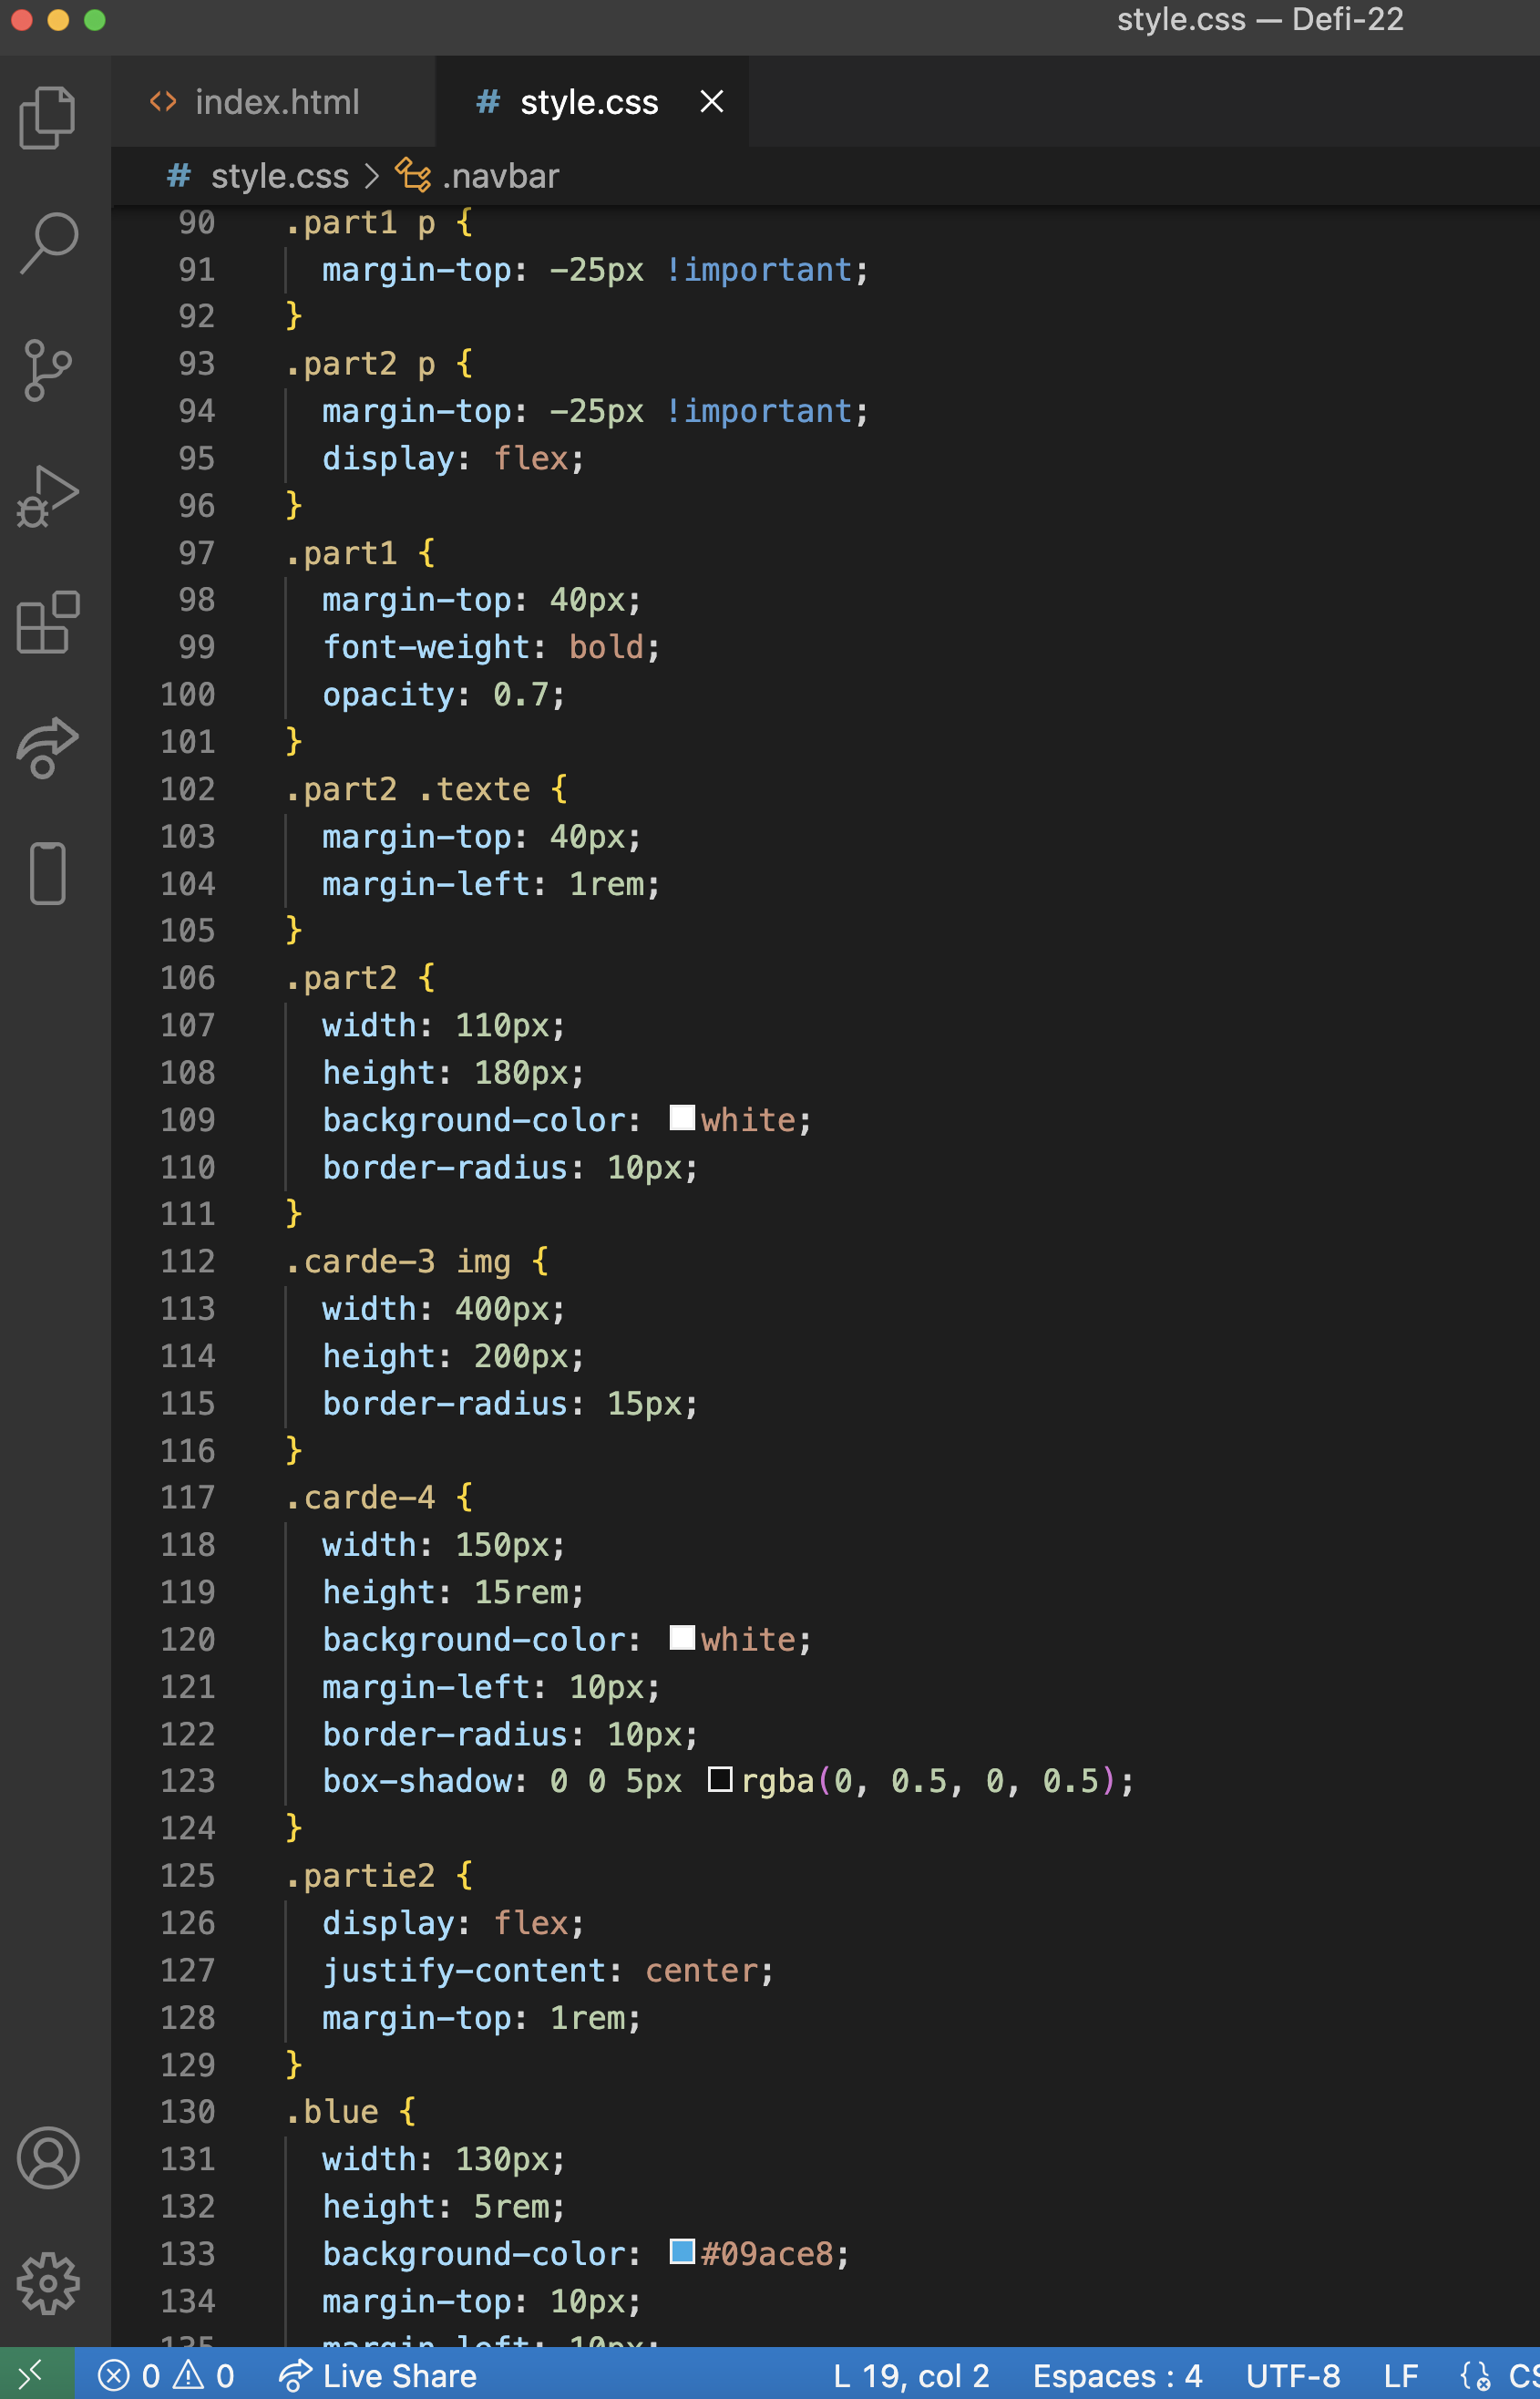 style.css — Defi-22
<> index.html # style.css ×
# style.css > .navbar
90 .part1 p {
91 margin-top: -25px !important;
92 }
93 .part2 p {
94 margin-top: -25px !important;
95 display: flex;
96 }
97 .part1 {
98 margin-top: 40px;
99 font-weight: bold;
100 opacity: 0.7;
101 }
102 .part2 .texte {
103 margin-top: 40px;
104 margin-left: 1rem;
105 }
106 .part2 {
107 width: 110px;
108 height: 180px;
109 background-color: white;
110 border-radius: 10px;
111 }
112 .carde-3 img {
113 width: 400px;
114 height: 200px;
115 border-radius: 15px;
116 }
117 .carde-4 {
118 width: 150px;
119 height: 15rem;
120 background-color: white;
121 margin-left: 10px;
122 border-radius: 10px;
123 box-shadow: 0 0 5px rgba(0, 0.5, 0, 0.5);
124 }
125 .partie2 {
126 display: flex;
127 justify-content: center;
128 margin-top: 1rem;
129 }
130 .blue {
131 width: 130px;
132 height: 5rem;
133 background-color: #09ace8;
134 margin-top: 10px;
135 margin-left: 10px;
0 0 Live Share L 19, col 2 Espaces : 4 UTF-8 LF {}